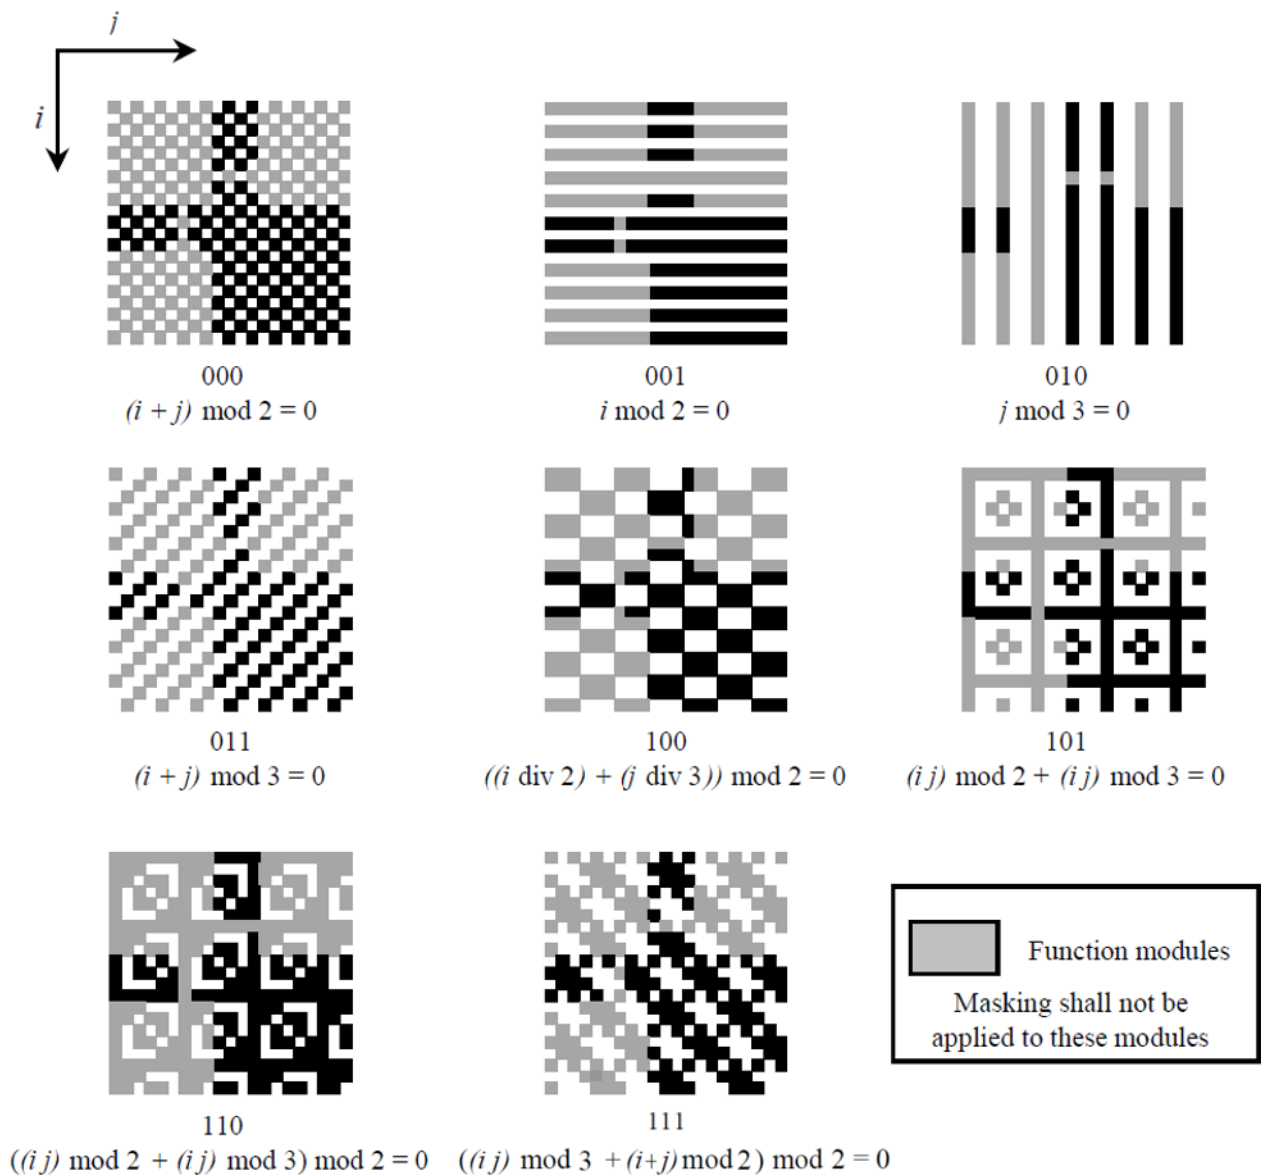 j
i
000
(i + j) mod 2 = 0
001
i mod 2 = 0
010
j mod 3 = 0
011
(i + j) mod 3 = 0
100
((i div 2) + (j div 3)) mod 2 = 0
101
(i j) mod 2 + (i j) mod 3 = 0
110
((i j) mod 2 + (i j) mod 3) mod 2 = 0
111
((i j) mod 3 + (i+j) mod 2) mod 2 = 0
Function modules
Masking shall not be
applied to these modules